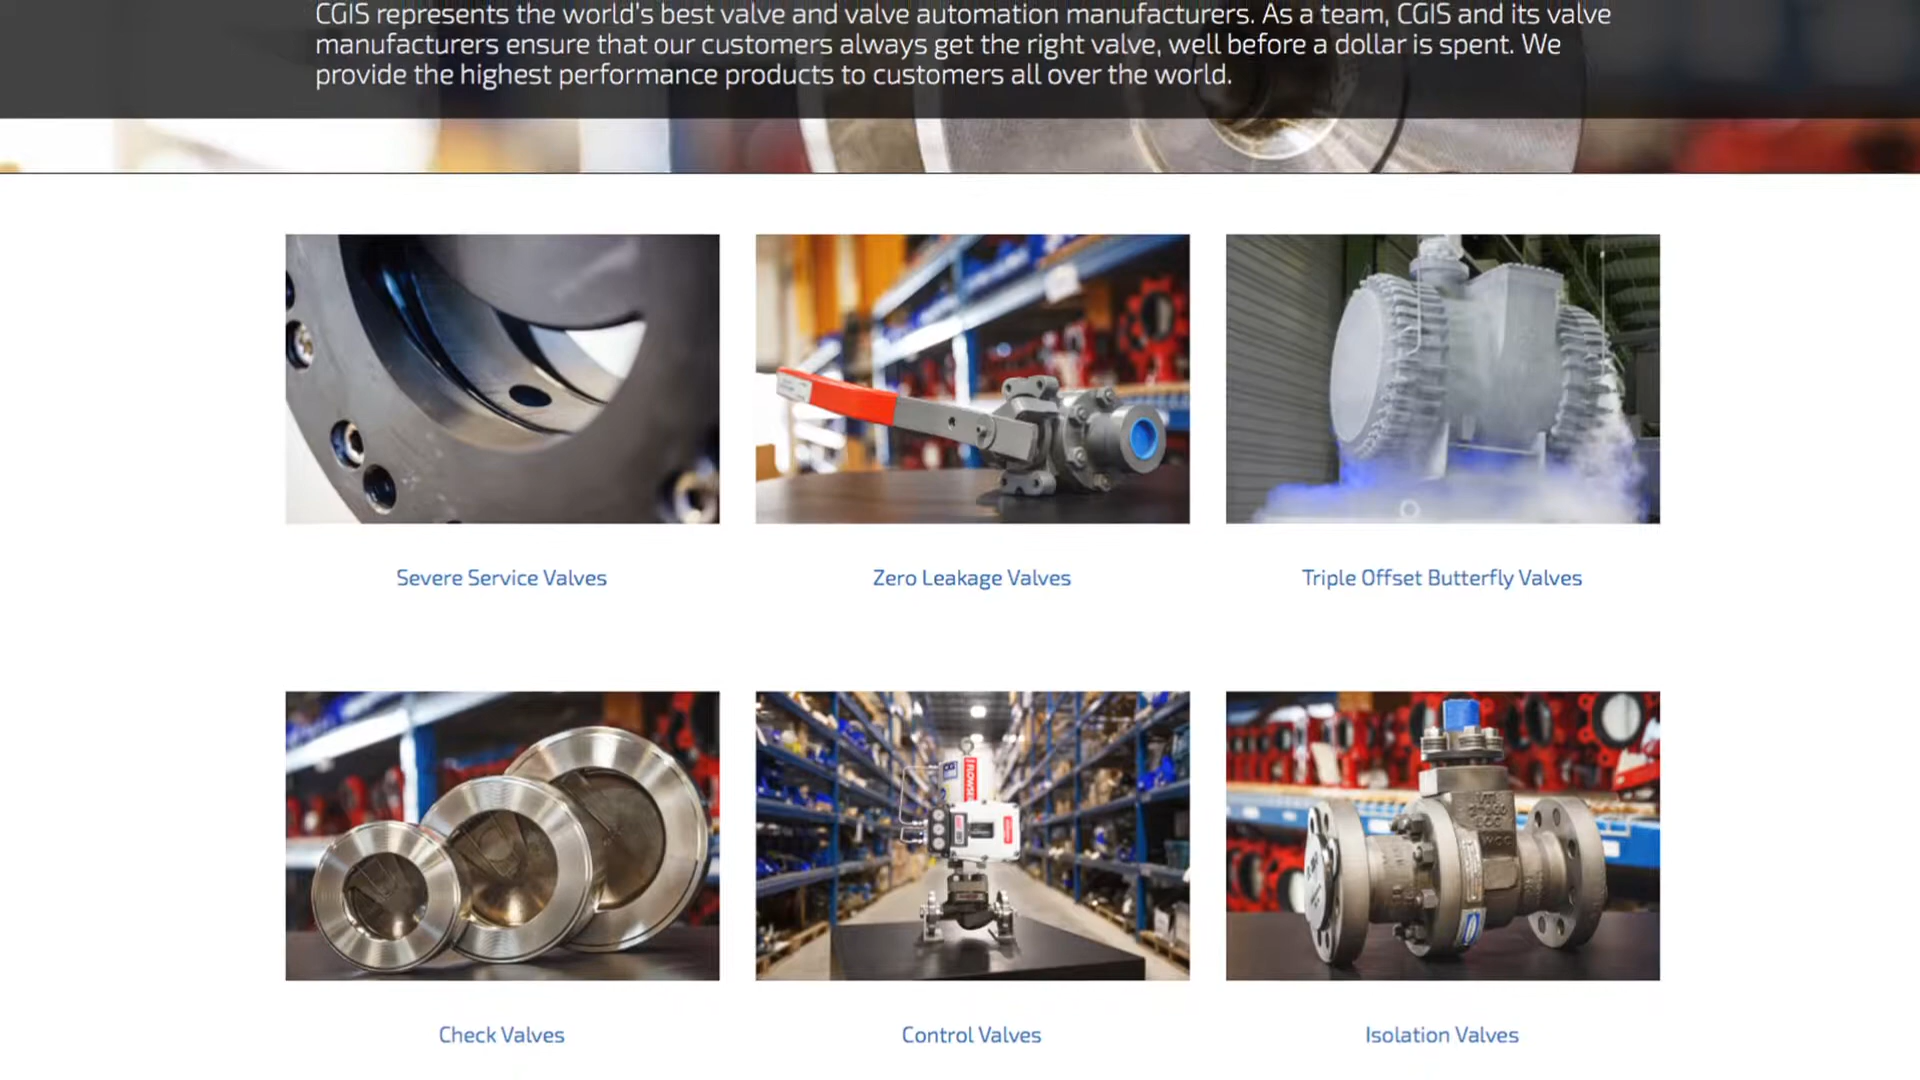 CGIS represents the world's best valve and valve automation manufacturers. As a team, CGIS and its valve
manufacturers ensure that our customers always get the right valve, well before a dollar is spent. We
provide the highest performance products to customers all over the world.
Severe Service Valves
Zero Leakage Valves
Triple Offset Butterfly Valves
Check Valves
Control Valves
Isolation Valves